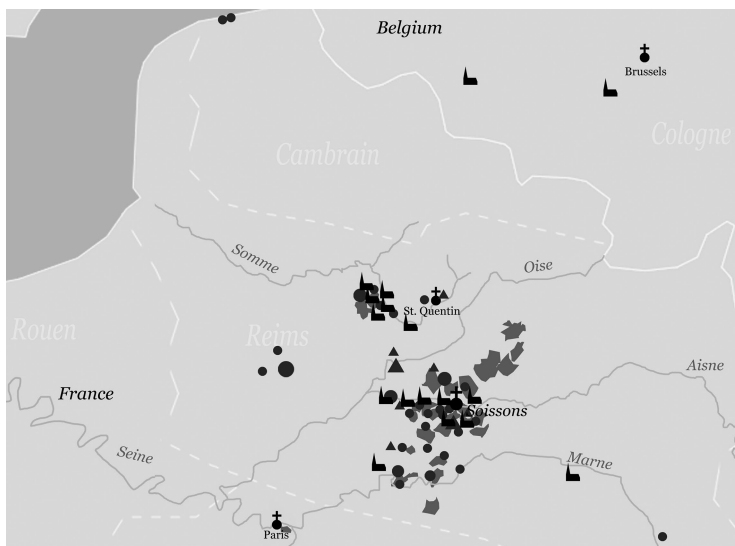 Belgium
Brussels
Cologne
Cambrain
Somme
Oise
St. Quentin
Rouen
Reims
Aisne
France
Soissons
Seine
Marne
Paris